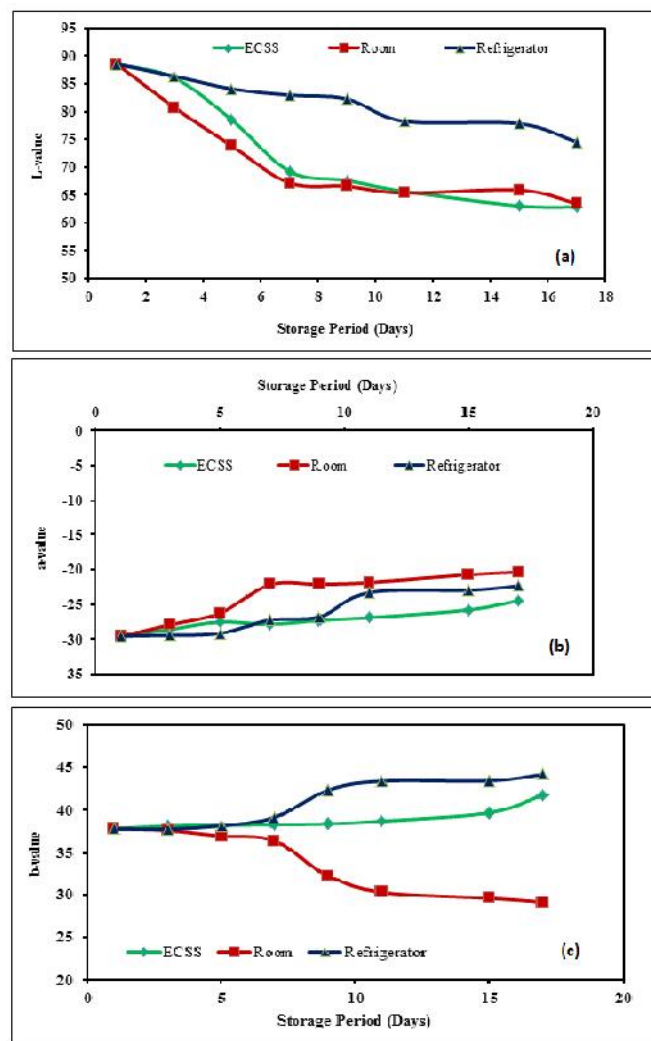 95
90
85
80
75
70
65
60
55
50
L-value
ECSS Room Refrigerator
(a)
0 2 4 6 8 10 12 14 16 18
Storage Period (Days)
Storage Period (Days)
0 5 10 15 20
0
-5
-10
-15
-20
-25
-30
35
a-value
ECSS Room Refrigerator
(b)
50
45
40
35
30
25
20
b-value
ECSS Room Refrigerator
(c)
0 5 10 15 20
Storage Period (Days)